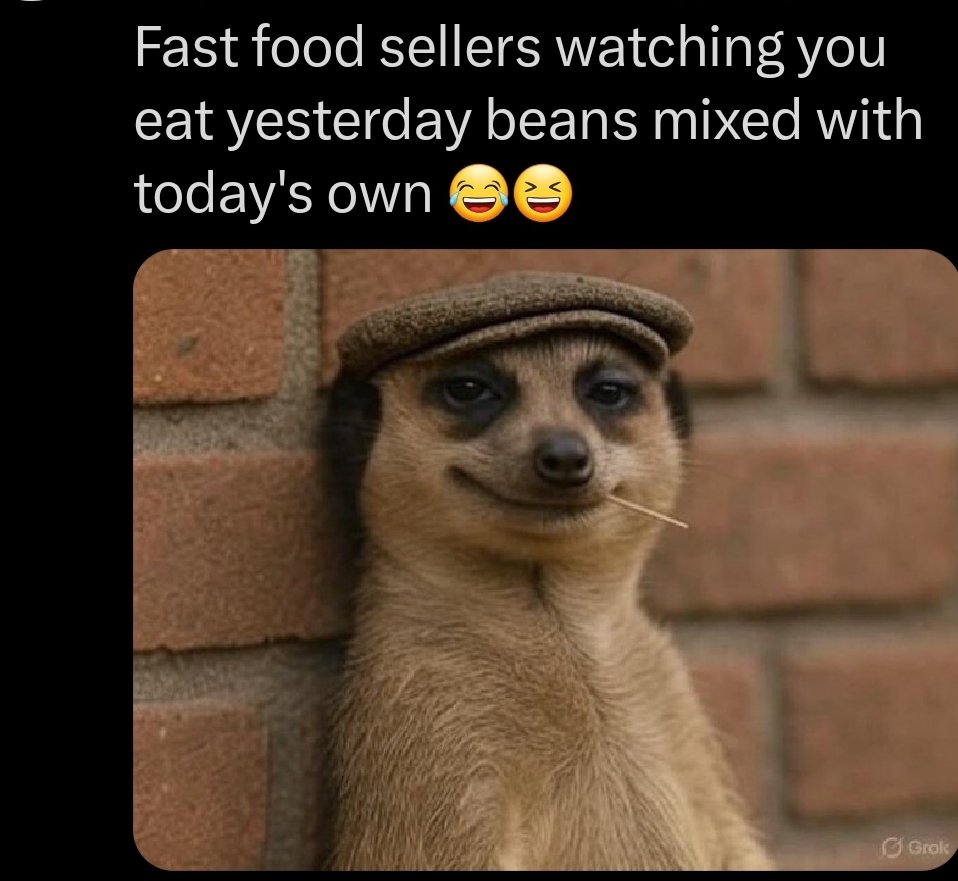 Fast food sellers watching you
eat yesterday beans mixed with
today's own 😂😆
Grok